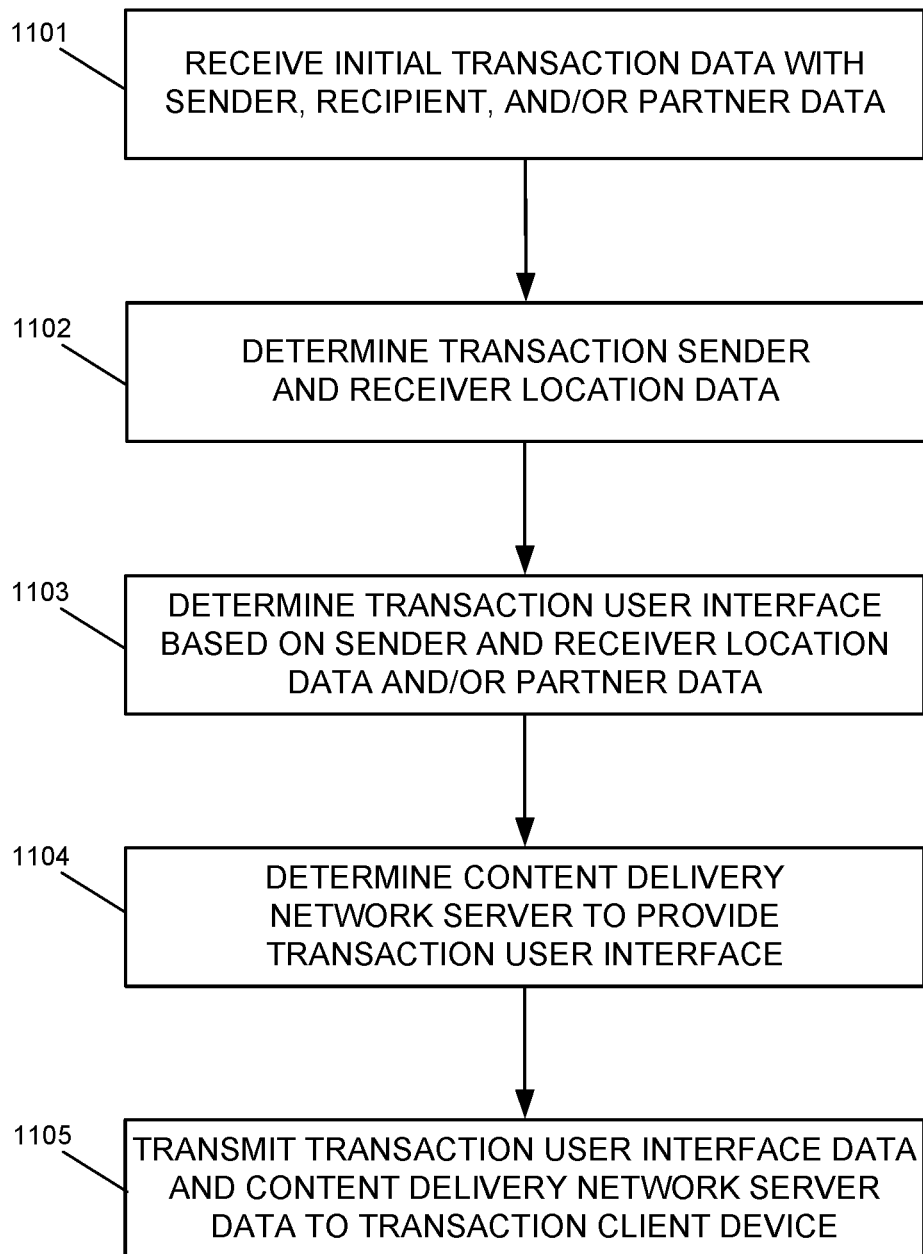 1101
RECEIVE INITIAL TRANSACTION DATA WITH
SENDER, RECIPIENT, AND/OR PARTNER DATA
1102
DETERMINE TRANSACTION SENDER
AND RECEIVER LOCATION DATA
1103
DETERMINE TRANSACTION USER INTERFACE
BASED ON SENDER AND RECEIVER LOCATION
DATA AND/OR PARTNER DATA
1104
DETERMINE CONTENT DELIVERY
NETWORK SERVER TO PROVIDE
TRANSACTION USER INTERFACE
1105
TRANSMIT TRANSACTION USER INTERFACE DATA
AND CONTENT DELIVERY NETWORK SERVER
DATA TO TRANSACTION CLIENT DEVICE